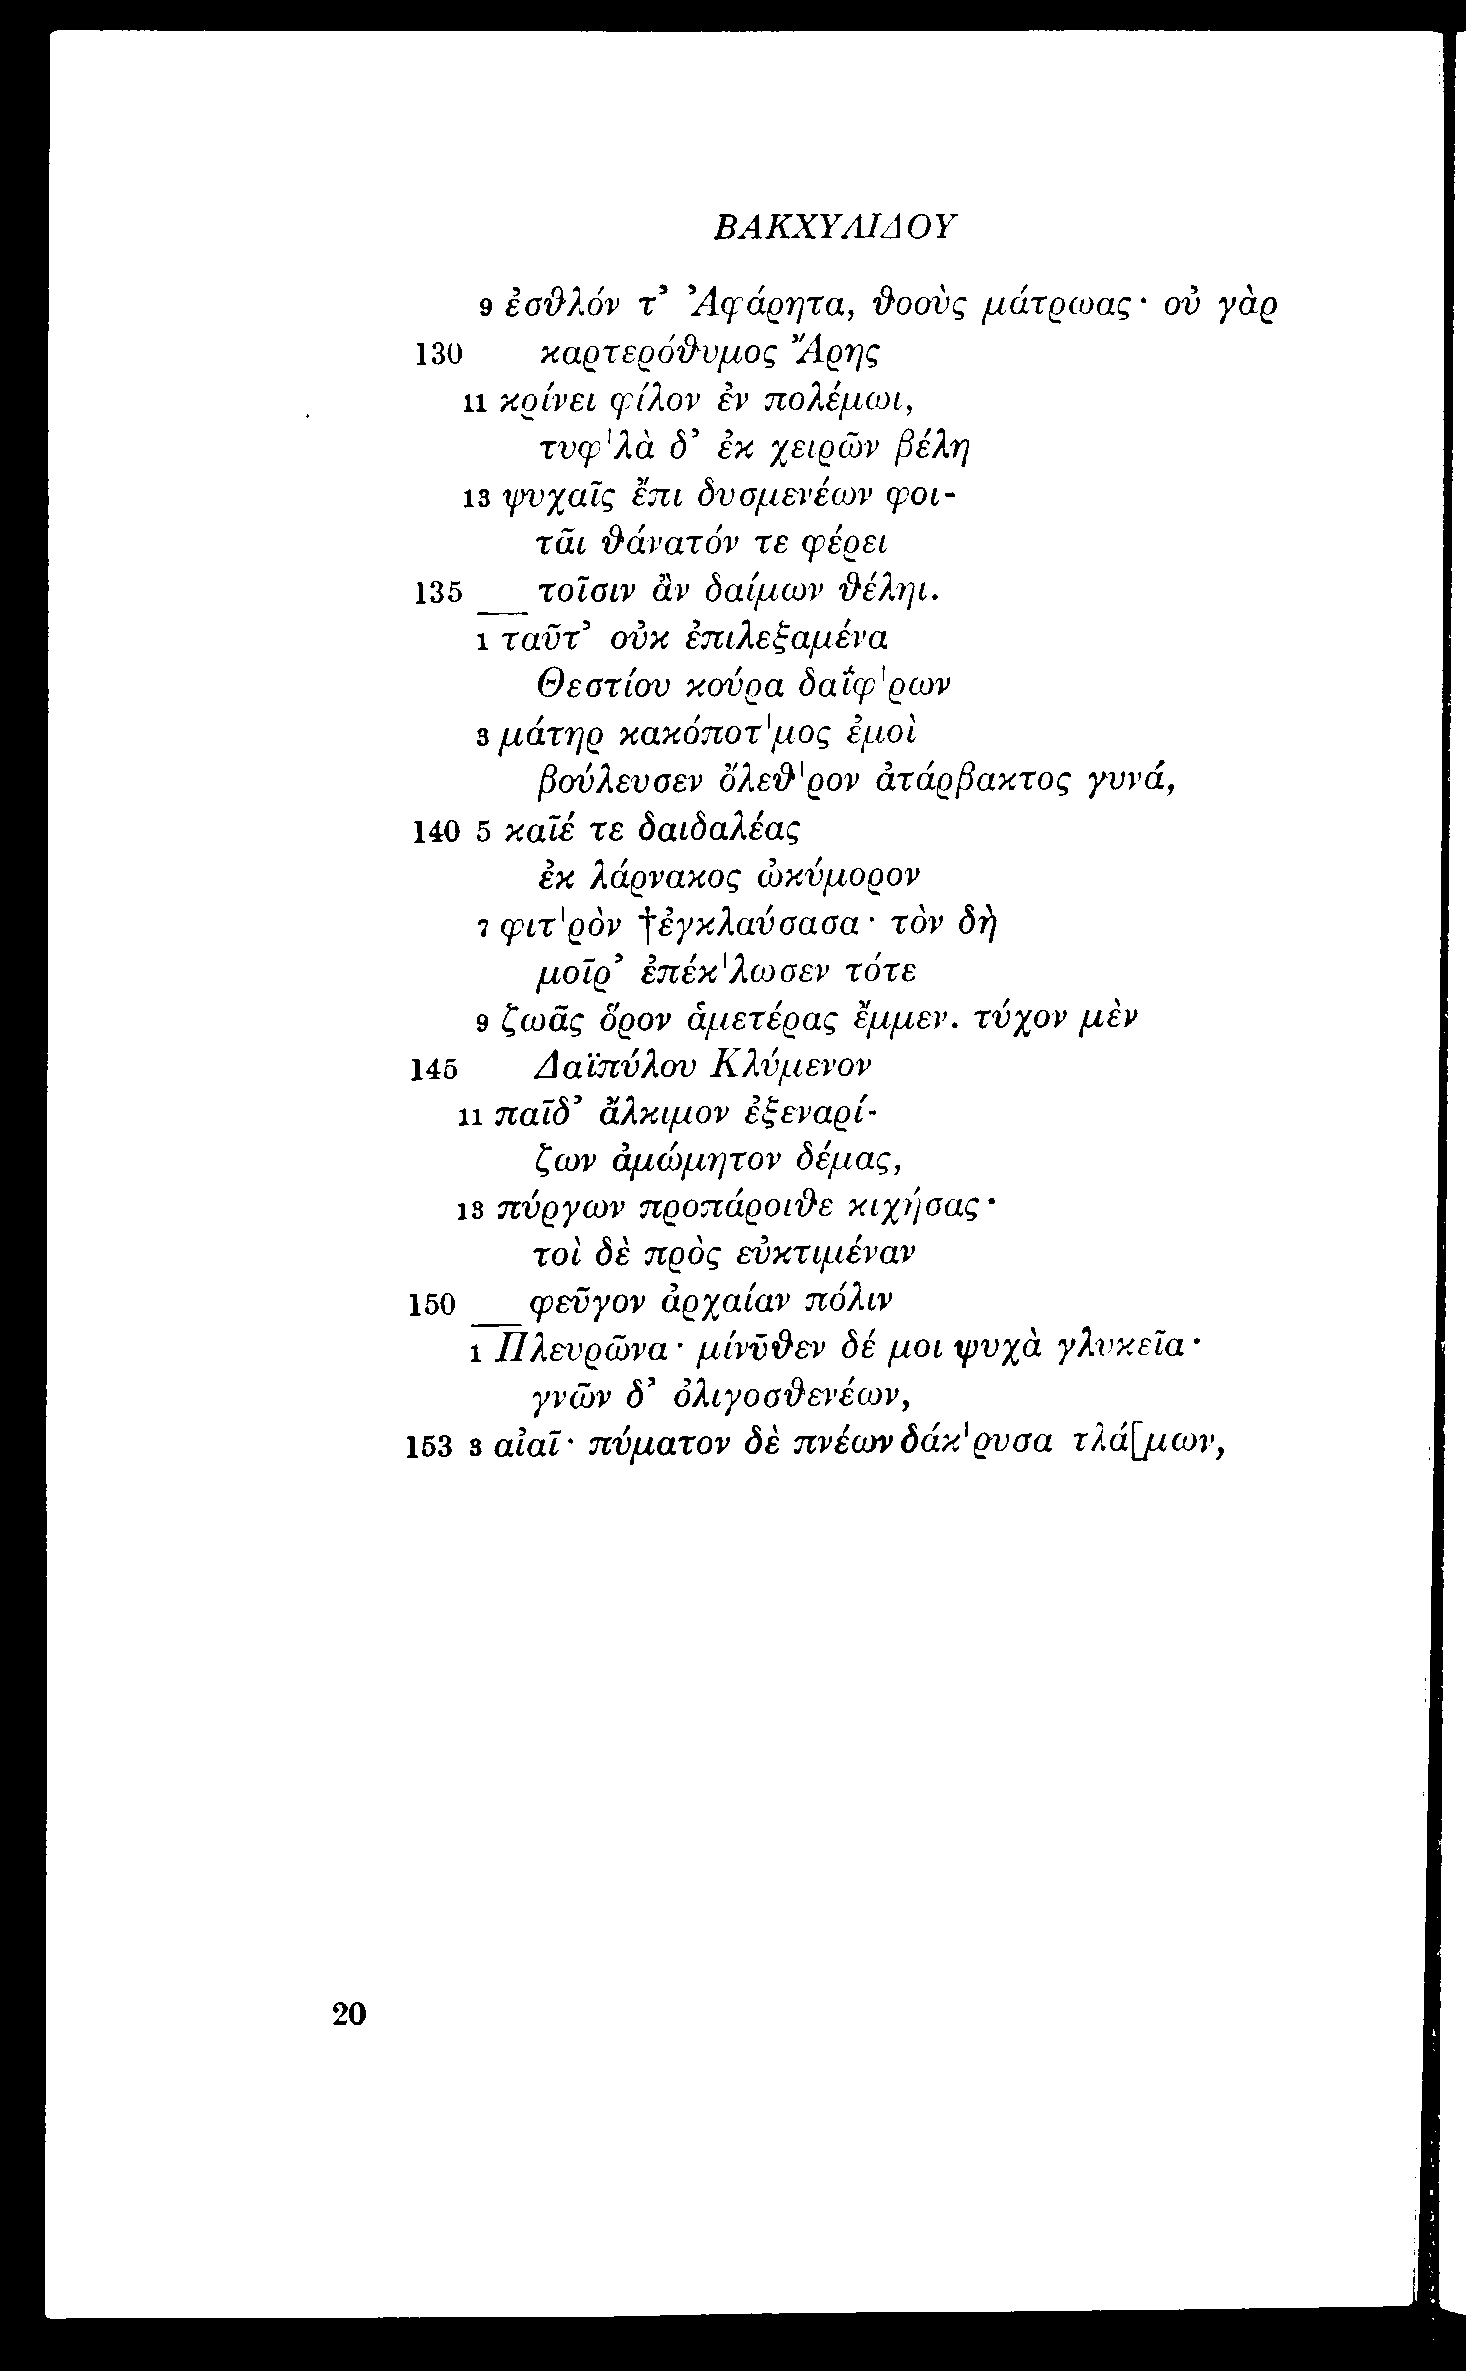 ΒΑΚΧΥΛΙΔΟΥ
9 ἐσθλόν τ’ Ἀφάρητα, θοοὺς μάτρωας· οὐ γὰρ
130 καρτερόθυμος Ἄρης
11 κρίνει φίλον ἐν πολέμωι,
τυφ'λὰ δ’ ἐκ χειρῶν βέλη
13 ψυχαῖς ἔπι δυσμενέων φοι-
τᾶι θάνατόν τε φέρει
135 τοῖσιν ἂν δαίμων θέληι.
1 ταῦτ’ οὐκ ἐπιλεξαμένα
Θεστίου κούρα δαΐφ'ρων
3 μάτηρ κακόποτ'μος ἐμοὶ
βούλευσεν ὄλεθ'ρον ἀτάρβακτος γυνά,
140 5 καῖέ τε δαιδαλέας
ἐκ λάρνακος ὠκύμορον
7 φιτ'ρὸν †ἐγκλαύσασα· τὸν δὴ
μοῖρ’ ἐπέκ'λωσεν τότε
9 ζωᾶς ὅρον ἁμετέρας ἔμμεν. τύχον μὲν
145 Δαϊπύλου Κλύμενον
11 παῖδ’ ἄλκιμον ἐξεναρί-
ζων ἀμώμητον δέμας,
13 πύργων προπάροιθε κιχήσας·
τοὶ δὲ πρὸς εὐκτιμέναν
150 φεῦγον ἀρχαίαν πόλιν
1 Πλευρῶνα· μίνῡθεν δέ μοι ψυχὰ γλυκεῖα·
γνῶν δ’ ὀλιγοσθενέων,
153 3 αἰαῖ· πύματον δὲ πνέων δάκ'ρυσα τλά[μων,
20